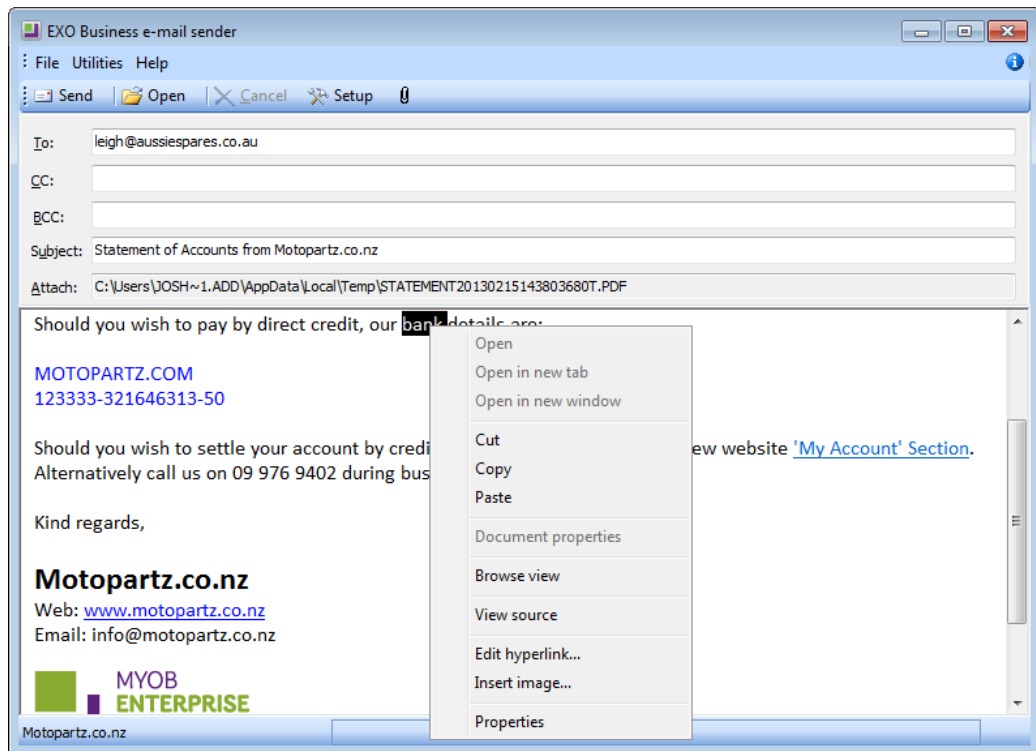 EXO Business e-mail sender
File Utilities Help
Send Open Cancel Setup
To: leigh@aussiespares.co.au
CC:
BCC:
Subject: Statement of Accounts from Motopartz.co.nz
Attach: C:\Users\JOSH~1.ADD\AppData\Local\Temp\STATEMENT20130215143803680T.PDF
Should you wish to pay by direct credit, our bank details are:
Open
MOTOPARTZ.COM
Open in new tab
123333-321646313-50
Open in new window
Cut
Should you wish to settle your account by credi
ew website 'My Account' Section.
Copy
Alternatively call us on 09 976 9402 during bus
Paste
Kind regards,
Document properties
Motopartz.co.nz
Browse view
Web: www.motopartz.co.nz
View source
Email: info@motopartz.co.nz
Edit hyperlink...
MYOB
Insert image...
ENTERPRISE
Properties
Motopartz.co.nz